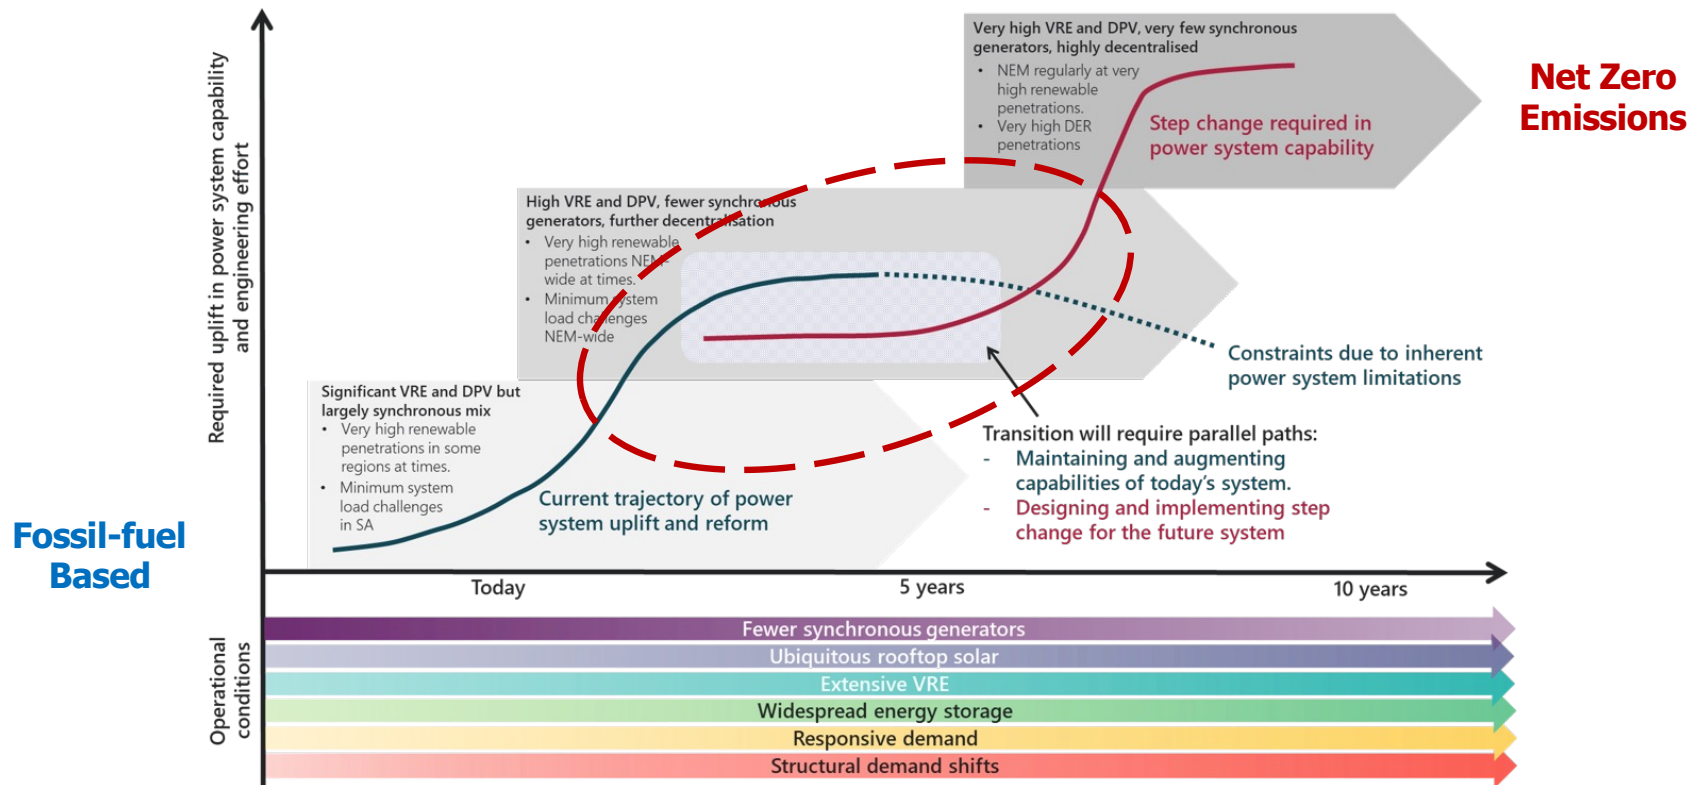 Required uplift in power system capability
and engineering effort
Very high VRE and DPV, very few synchronous
generators, highly decentralised
• NEM regularly at very
high renewable
penetrations.
• Very high DER
penetrations
Step change required in
power system capability
Net Zero
Emissions
High VRE and DPV, fewer synchronous
generators, further decentralisation
• Very high renewable
penetrations NEM-
wide at times.
• Minimum system
load challenges
NEM-wide
Constraints due to inherent
power system limitations
Significant VRE and DPV but
largely synchronous mix
• Very high renewable
penetrations in some
regions at times.
• Minimum system
load challenges
in SA
Current trajectory of power
system uplift and reform
Transition will require parallel paths:
- Maintaining and augmenting
capabilities of today's system.
- Designing and implementing step
change for the future system
Fossil-fuel
Based
Today
5 years
10 years
Operational
conditions
Fewer synchronous generators
Ubiquitous rooftop solar
Extensive VRE
Widespread energy storage
Responsive demand
Structural demand shifts